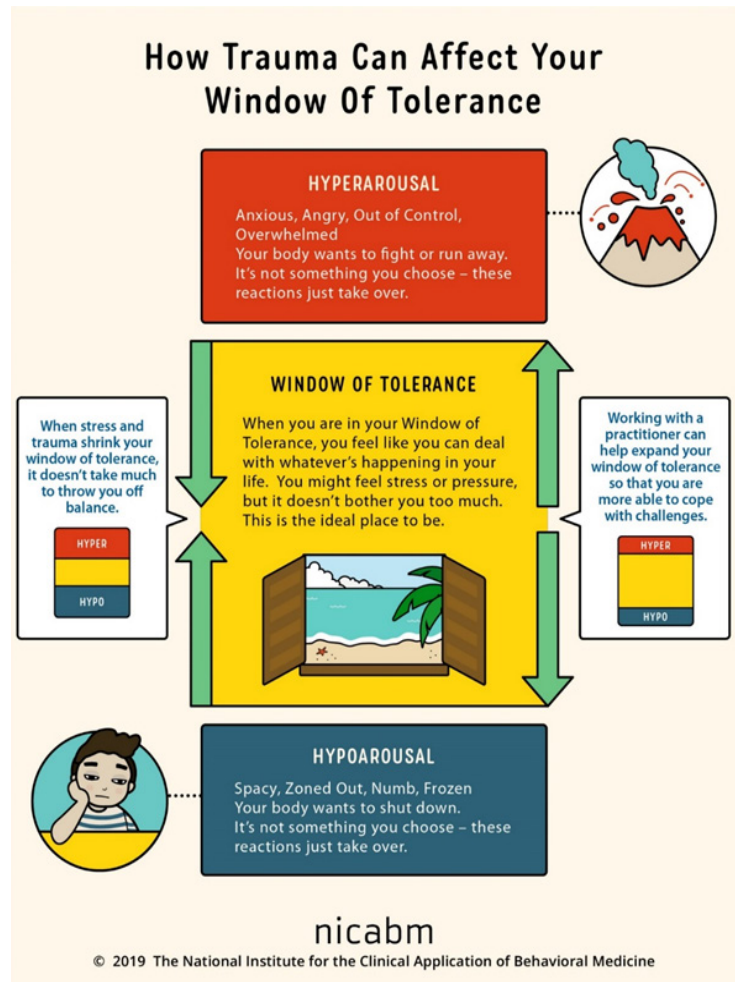 How Trauma Can Affect Your
Window Of Tolerance
HYPERAROUSAL
Anxious, Angry, Out of Control,
Overwhelmed
Your body wants to fight or run away.
It's not something you choose – these
reactions just take over.
WINDOW OF TOLERANCE
When you are in your Window of
Tolerance, you feel like you can deal
with whatever's happening in your
life. You might feel stress or pressure,
but it doesn't bother you too much.
This is the ideal place to be.
When stress and
trauma shrink your
window of tolerance,
it doesn't take much
to throw you off
balance.
HYPER
HYPO
Working with a
practitioner can
help expand your
window of tolerance
so that you are
more able to cope
with challenges.
HYPER
HYPO
HYPOAROUSAL
Spacy, Zoned Out, Numb, Frozen
Your body wants to shut down.
It's not something you choose – these
reactions just take over.
nicabm
© 2019 The National Institute for the Clinical Application of Behavioral Medicine